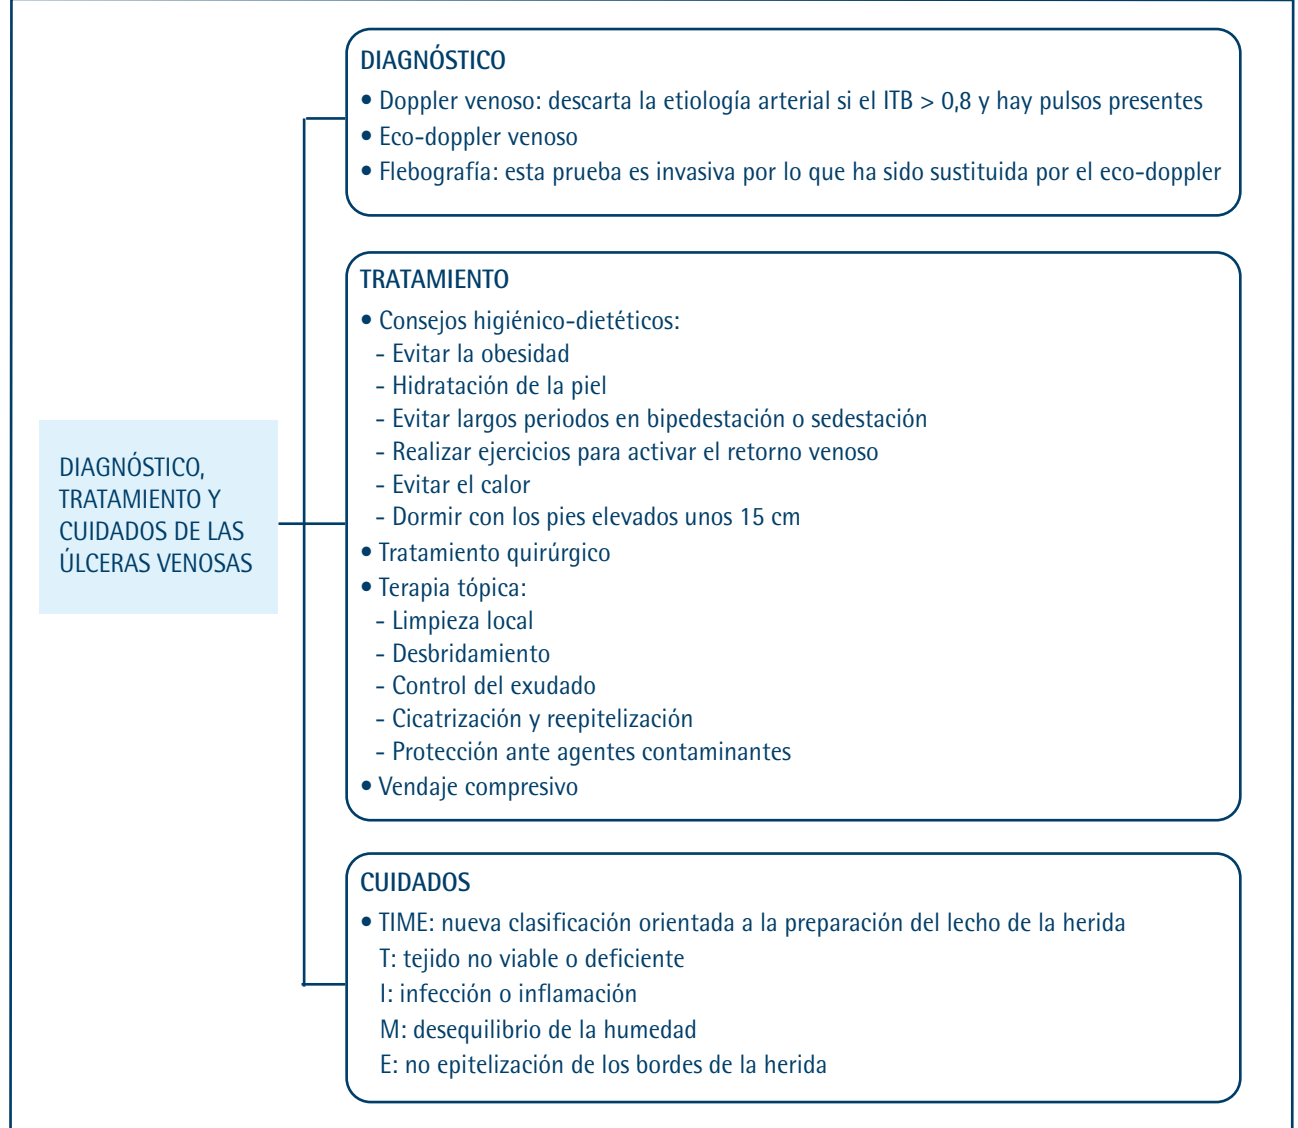 DIAGNÓSTICO,
TRATAMIENTO Y
CUIDADOS DE LAS
ÚLCERAS VENOSAS
DIAGNÓSTICO
• Doppler venoso: descarta la etiología arterial si el ITB > 0,8 y hay pulsos presentes
• Eco-doppler venoso
• Flebografía: esta prueba es invasiva por lo que ha sido sustituida por el eco-doppler
TRATAMIENTO
• Consejos higiénico-dietéticos:
- Evitar la obesidad
- Hidratación de la piel
- Evitar largos periodos en bipedestación o sedestación
- Realizar ejercicios para activar el retorno venoso
- Evitar el calor
- Dormir con los pies elevados unos 15 cm
• Tratamiento quirúrgico
• Terapia tópica:
- Limpieza local
- Desbridamiento
- Control del exudado
- Cicatrización y reepitelización
- Protección ante agentes contaminantes
• Vendaje compresivo
CUIDADOS
• TIME: nueva clasificación orientada a la preparación del lecho de la herida
T: tejido no viable o deficiente
I: infección o inflamación
M: desequilibrio de la humedad
E: no epitelización de los bordes de la herida